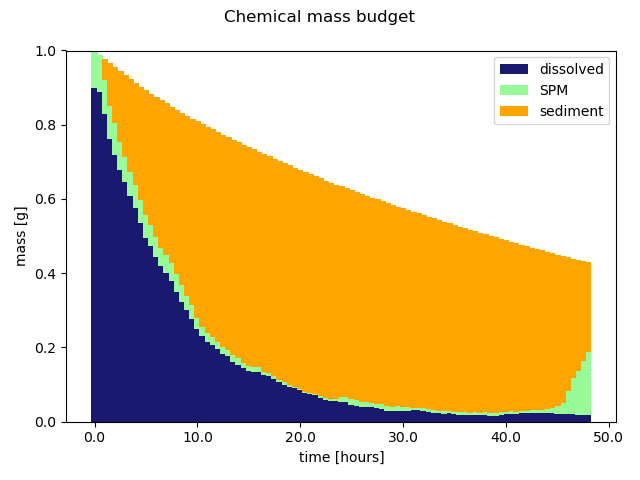 Chemical mass budget
1.0
0.8
0.6
0.4
0.2
0.0
mass [g]
dissolved
SPM
sediment
0.0 10.0 20.0 30.0 40.0 50.0
time [hours]